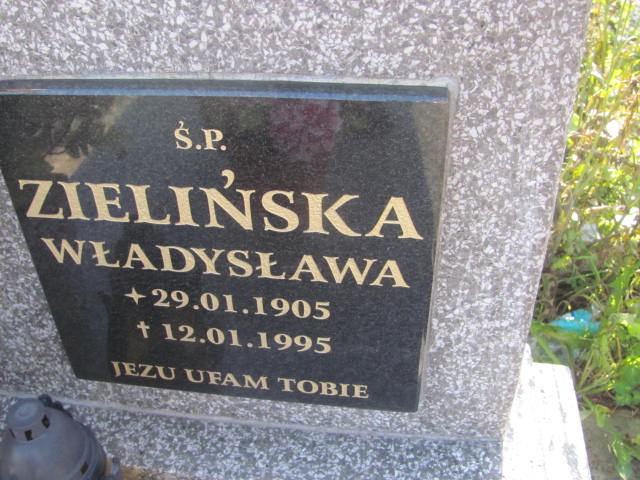 Ś.P.
ZIELIŃSKA
WŁADYSŁAWA
✦ 29.01.1905
† 12.01.1995
JEZU UFAM TOBIE